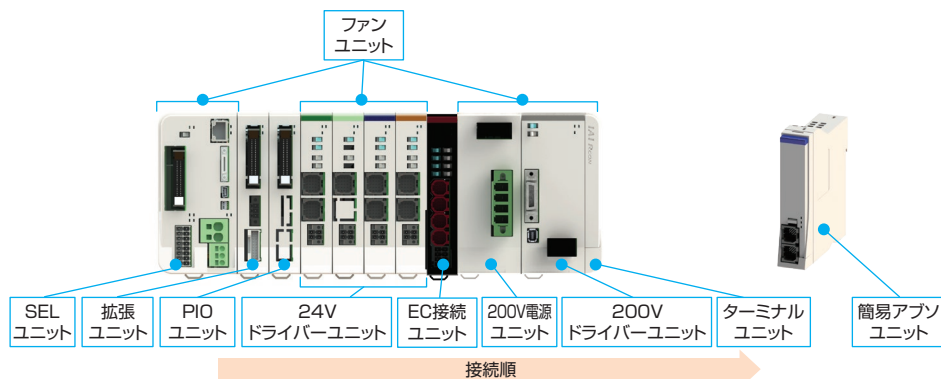 ファン
ユニット
SEL
ユニット
拡張
ユニット
PIO
ユニット
24V
ドライバーユニット
EC接続
ユニット
200V電源
ユニット
200V
ドライバーユニット
ターミナル
ユニット
簡易アブソ
ユニット
接続順